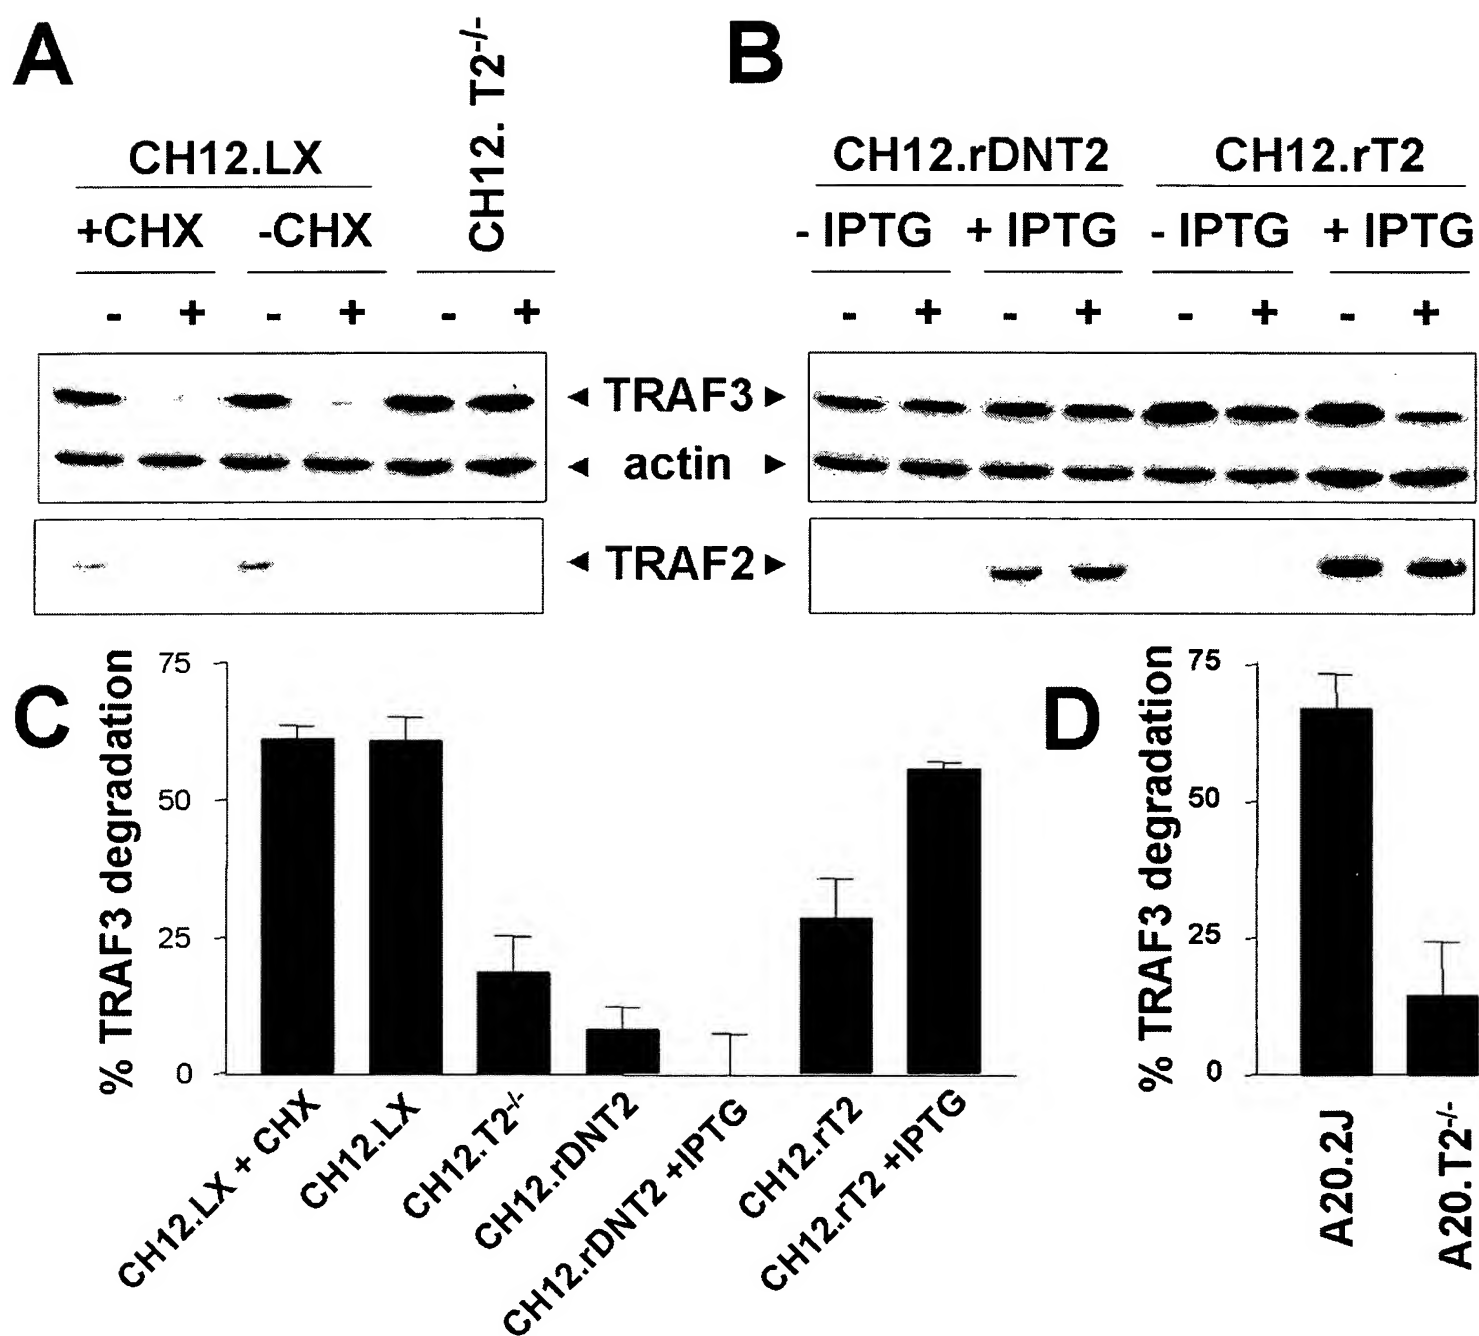 A
CH12.LX
CH12. T2-/-
+CHX -CHX
- + - + - +
B
CH12.rDNT2 CH12.rT2
- IPTG + IPTG - IPTG + IPTG
- + - + - + - +
◄ TRAF3 ►
◄ actin ►
◄ TRAF2 ►
C
% TRAF3 degradation
75
50
25
0
CH12.LX + CHX
CH12.LX
CH12.T2-/-
CH12.rDNT2
CH12.rDNT2 +IPTG
CH12.rT2
CH12.rT2 +IPTG
D
% TRAF3 degradation
75
50
25
0
A20.2J
A20.T2-/-